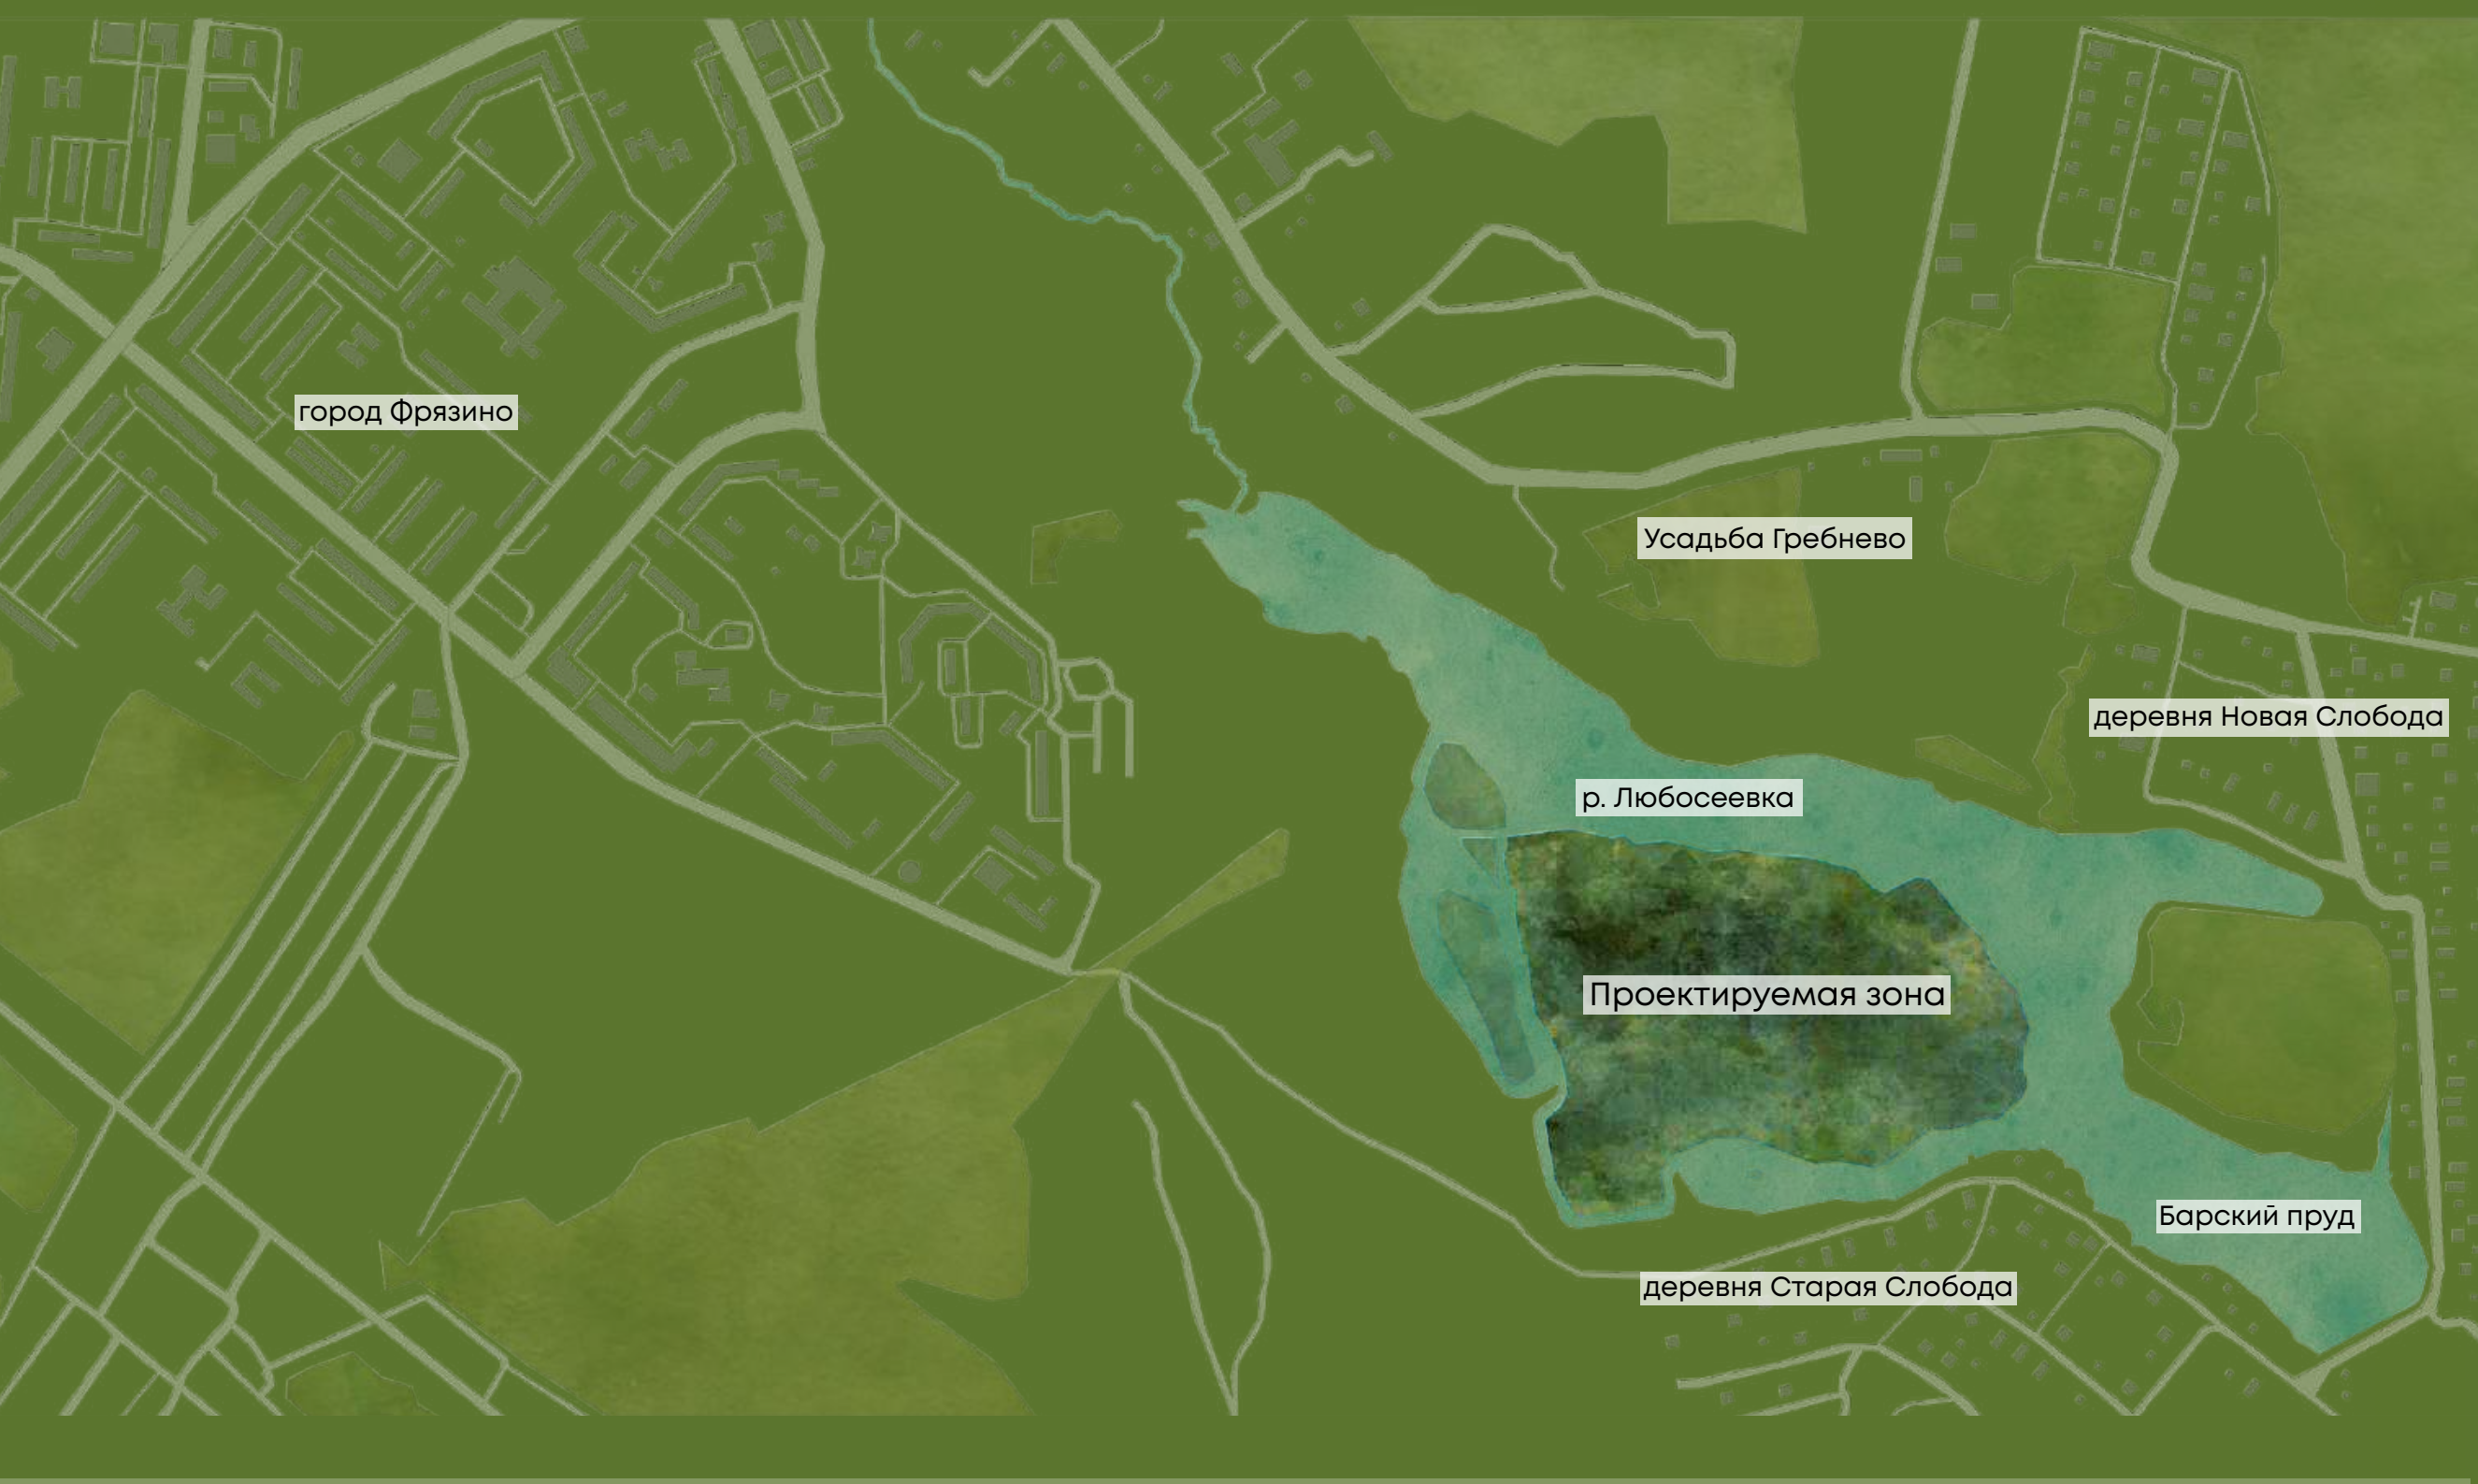 город Фрязино
Усадьба Гребнево
деревня Новая Слобода
р. Любосеевка
Проектируемая зона
Барский пруд
деревня Старая Слобода